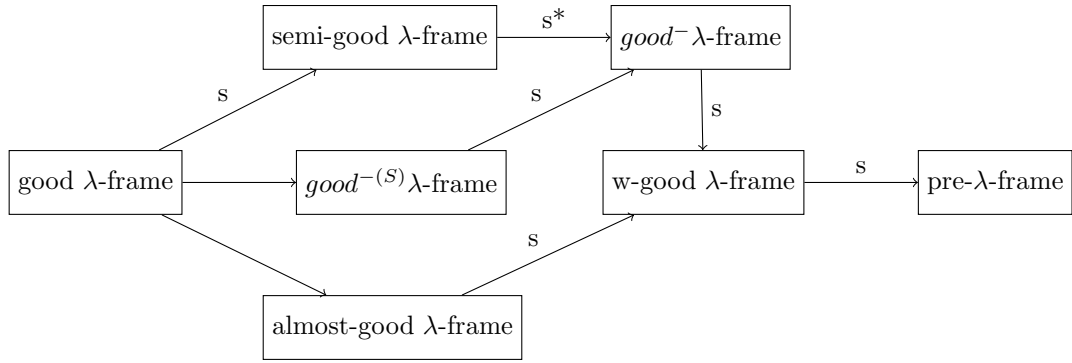 semi-good λ-frame
s*
good⁻λ-frame
s
s
s
good λ-frame
good⁻⁽ˢ⁾λ-frame
w-good λ-frame
s
pre-λ-frame
s
almost-good λ-frame